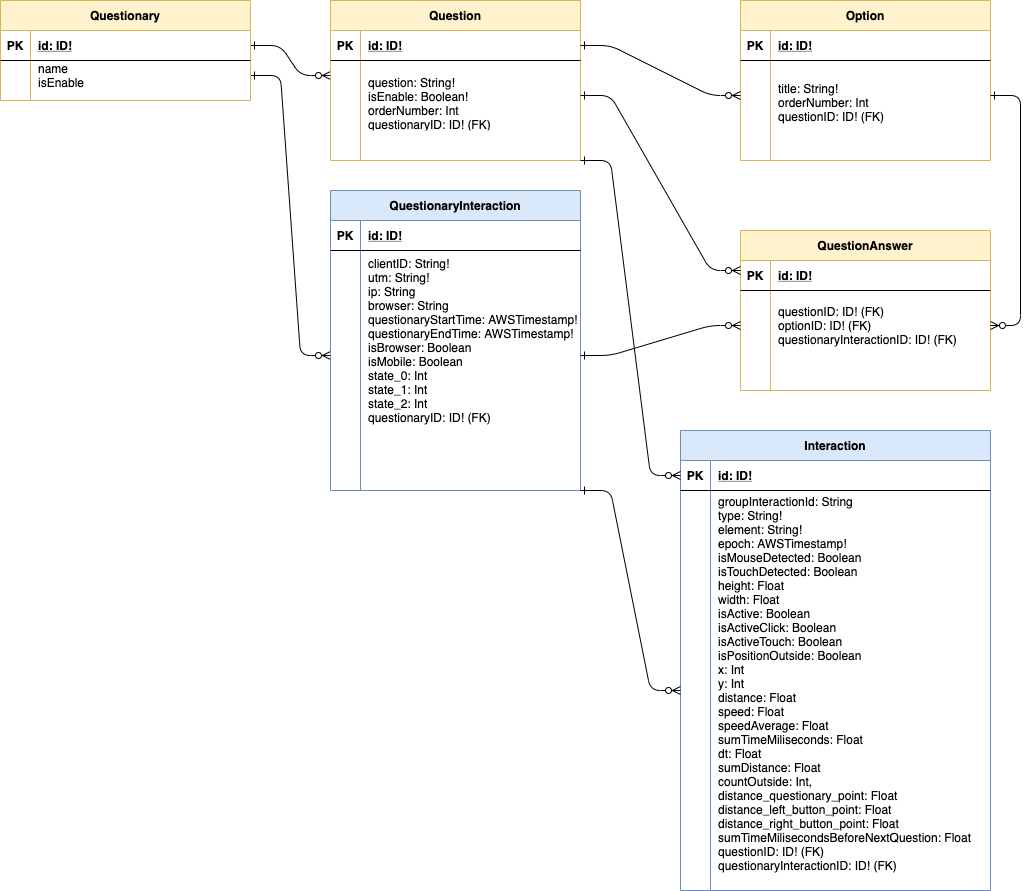 Questionary
PK id: ID!
name
isEnable
Question
PK id: ID!
question: String!
isEnable: Boolean!
orderNumber: Int
questionaryID: ID! (FK)
Option
PK id: ID!
title: String!
orderNumber: Int
questionID: ID! (FK)
QuestionaryInteraction
PK id: ID!
clientID: String!
utm: String!
ip: String
browser: String
questionaryStartTime: AWSTimestamp!
questionaryEndTime: AWSTimestamp!
isBrowser: Boolean
isMobile: Boolean
state_0: Int
state_1: Int
state_2: Int
questionaryID: ID! (FK)
QuestionAnswer
PK id: ID!
questionID: ID! (FK)
optionID: ID! (FK)
questionaryInteractionID: ID! (FK)
Interaction
PK id: ID!
groupInteractionId: String
type: String!
element: String!
epoch: AWSTimestamp!
isMouseDetected: Boolean
isTouchDetected: Boolean
height: Float
width: Float
isActive: Boolean
isActiveClick: Boolean
isActiveTouch: Boolean
isPositionOutside: Boolean
x: Int
y: Int
distance: Float
speed: Float
speedAverage: Float
sumTimeMiliseconds: Float
dt: Float
sumDistance: Float
countOutside: Int,
distance_questionary_point: Float
distance_left_button_point: Float
distance_right_button_point: Float
sumTimeMilisecondsBeforeNextQuestion: Float
questionID: ID! (FK)
questionaryInteractionID: ID! (FK)